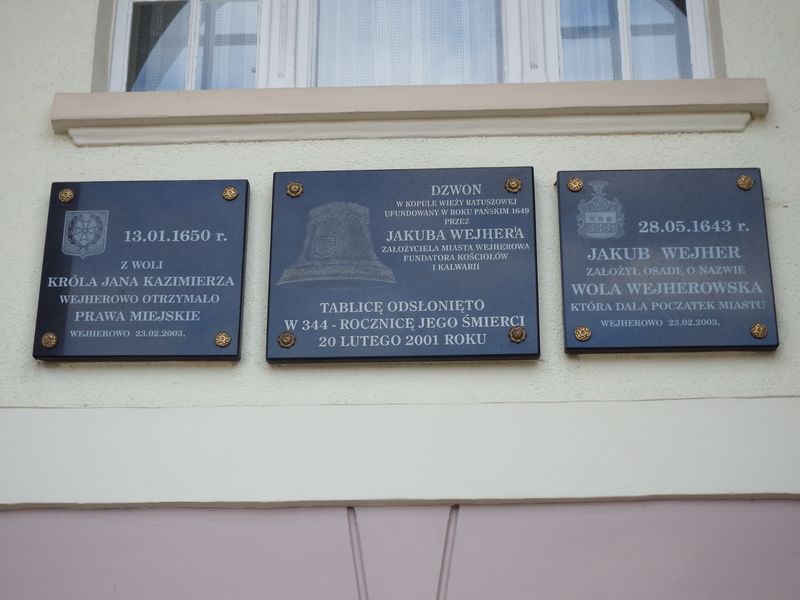 13.01.1650 r.
Z WOLI
KRÓLA JANA KAZIMIERZA
WEJHEROWO OTRZYMAŁO
PRAWA MIEJSKIE
WEJHEROWO 23.02.2003.
DZWON
W KOPULE WIEŻY RATUSZOWEJ
UFUNDOWANY W ROKU PAŃSKIM 1649
PRZEZ
JAKUBA WEJHER'A
ZAŁOŻYCIELA MIASTA WEJHEROWA
FUNDATORA KOŚCIOŁÓW
I KALWARII
TABLICĘ ODSŁONIĘTO
W 344 - ROCZNICĘ JEGO ŚMIERCI
20 LUTEGO 2001 ROKU
28.05.1643 r.
JAKUB WEJHER
ZAŁOŻYŁ OSADĘ O NAZWIE
WOLA WEJHEROWSKA
KTÓRA DAŁA POCZĄTEK MIASTU
WEJHEROWO 23.02.2003.